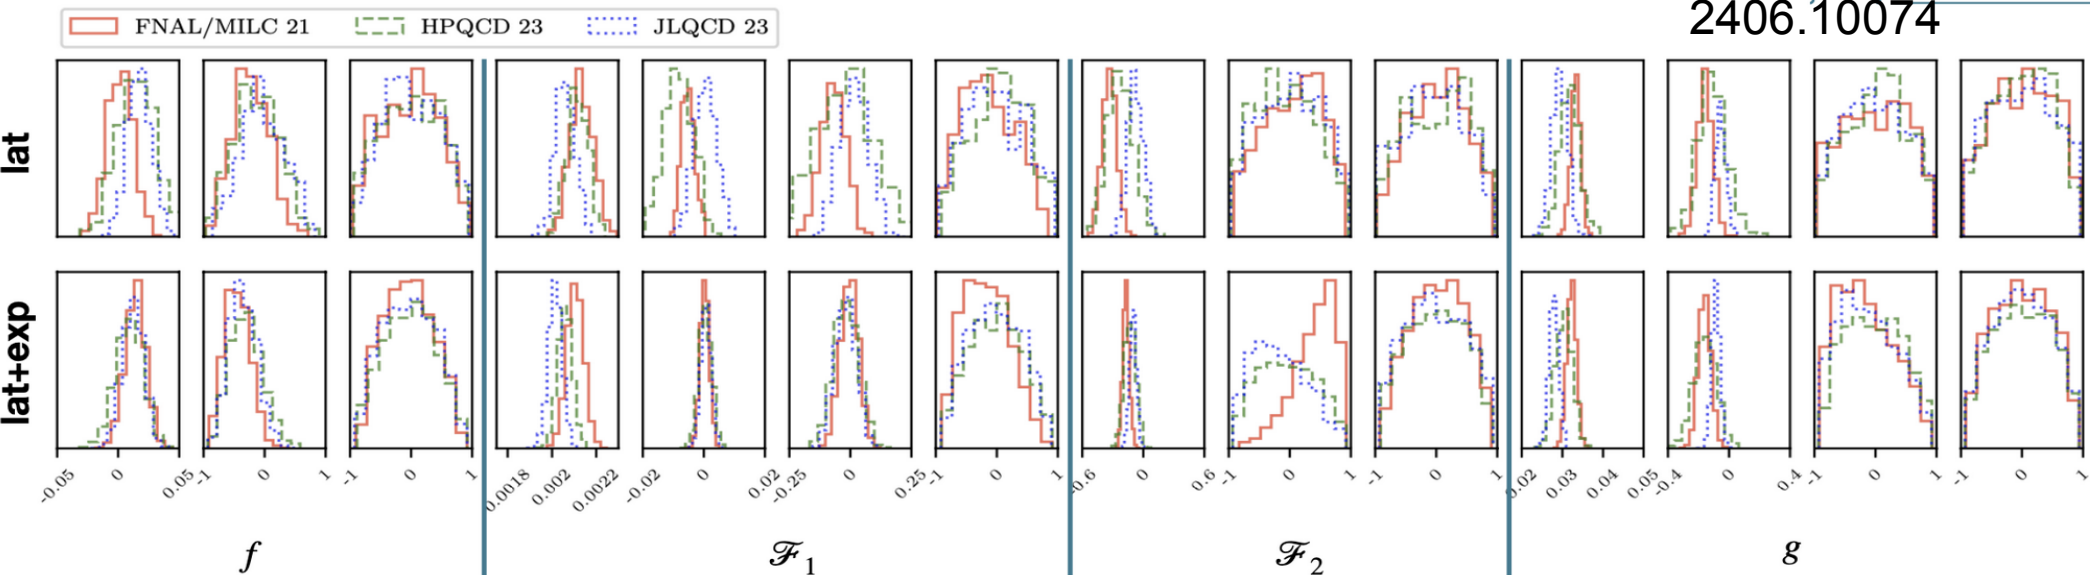 2406.10074
FNAL/MILC 21 HPQCD 23 JLQCD 23
lat
lat+exp
-0.05 0 0.05 -1 0 1 -1 0 1 0.0018 0.002 0.0022 -0.02 0 0.02 -0.25 0 0.25 -1 0 1 -0.6 0 0.6 -1 0 1 -1 0 1 0.02 0.03 0.04 0.05 -0.4 0 0.4 -1 0 1 -1 0 1
f ℱ1 ℱ2 g